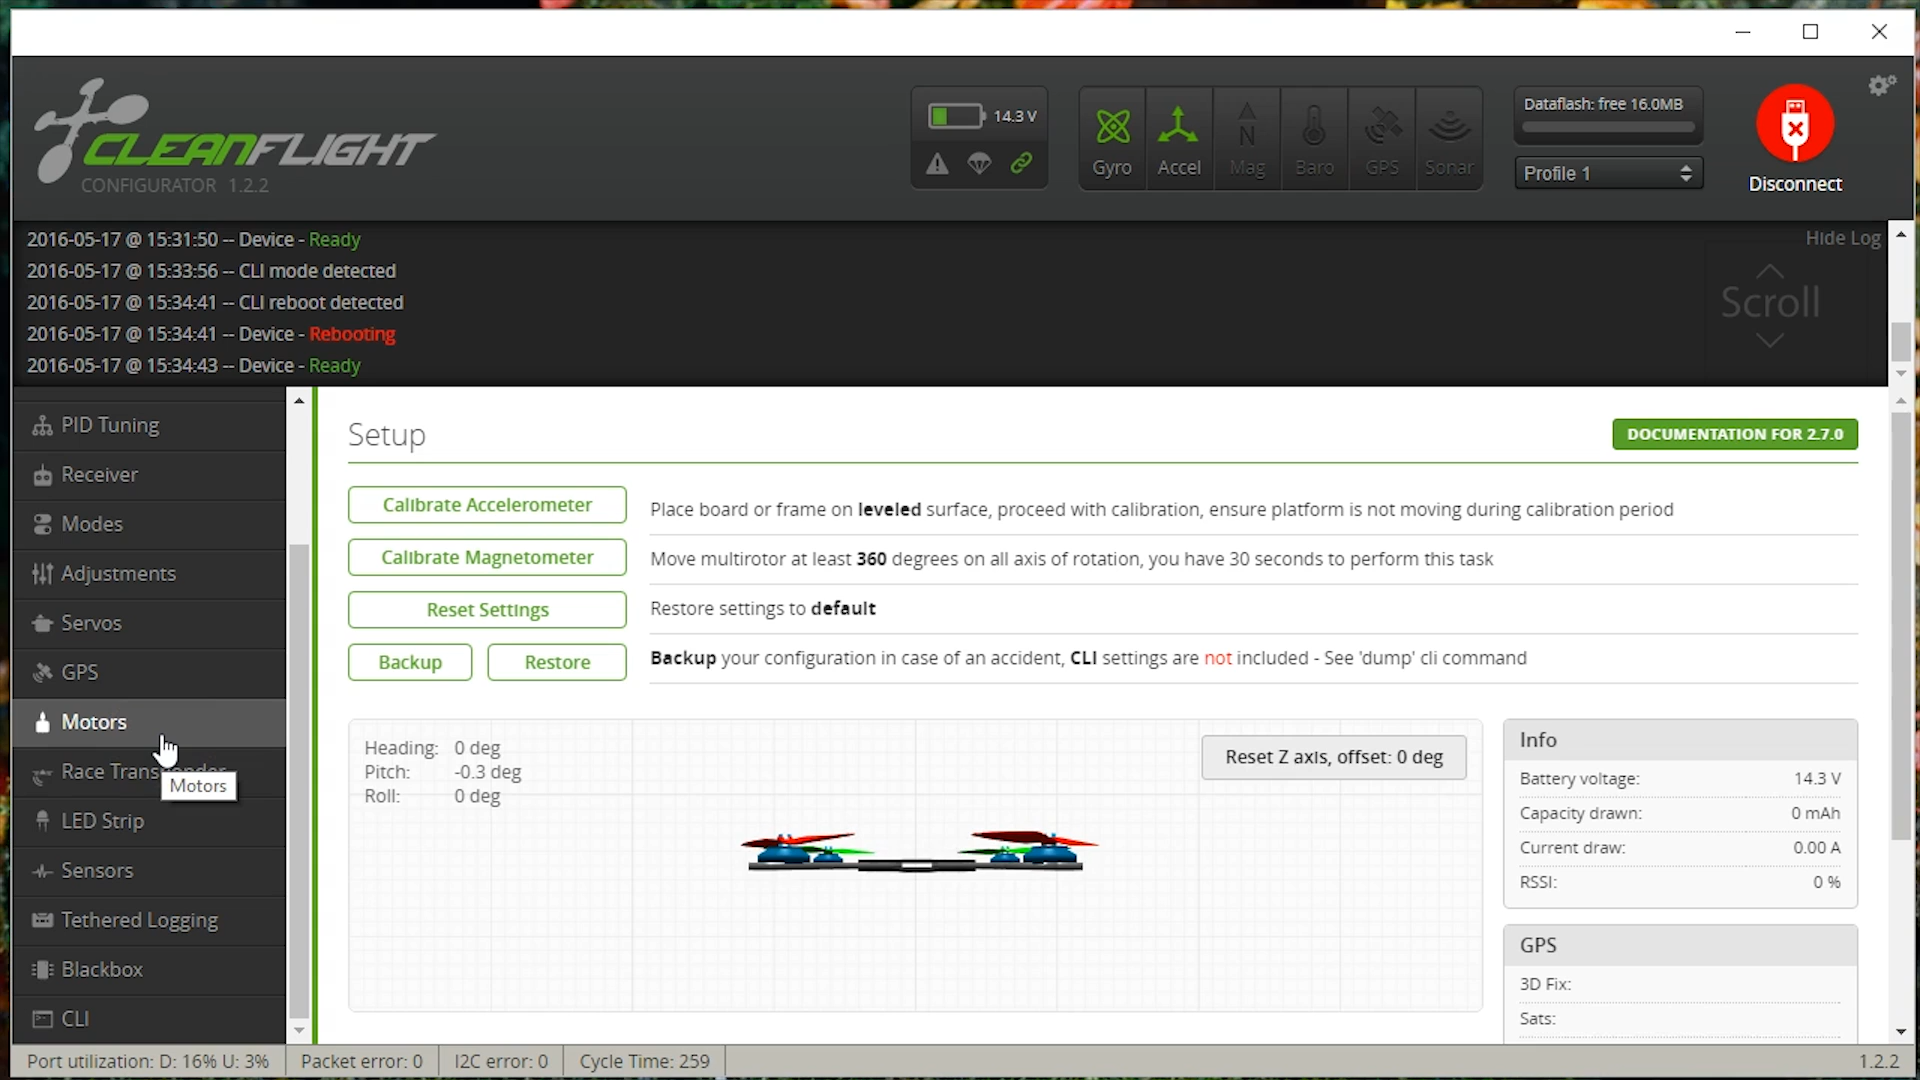 CLEANFLIGHT
CONFIGURATOR 1.2.2
14.3 V
Gyro
Accel
Mag
Baro
GPS
Sonar
Dataflash: free 16.0MB
Profile 1
Disconnect
2016-05-17 @ 15:31:50 -- Device - Ready
2016-05-17 @ 15:33:56 -- CLI mode detected
2016-05-17 @ 15:34:41 -- CLI reboot detected
2016-05-17 @ 15:34:41 -- Device - Rebooting
2016-05-17 @ 15:34:43 -- Device - Ready
Hide Log
Scroll
PID Tuning
Receiver
Modes
Adjustments
Servos
GPS
Motors
Race Transponder
Motors
LED Strip
Sensors
Tethered Logging
Blackbox
CLI
Setup
DOCUMENTATION FOR 2.7.0
Calibrate Accelerometer
Place board or frame on leveled surface, proceed with calibration, ensure platform is not moving during calibration period
Calibrate Magnetometer
Move multirotor at least 360 degrees on all axis of rotation, you have 30 seconds to perform this task
Reset Settings
Restore settings to default
Backup
Restore
Backup your configuration in case of an accident, CLI settings are not included - See 'dump' cli command
Heading: 0 deg
Pitch: -0.3 deg
Roll: 0 deg
Reset Z axis, offset: 0 deg
Info
Battery voltage: 14.3 V
Capacity drawn: 0 mAh
Current draw: 0.00 A
RSSI: 0 %
GPS
3D Fix:
Sats:
Port utilization: D: 16% U: 3%
Packet error: 0
I2C error: 0
Cycle Time: 259
1.2.2